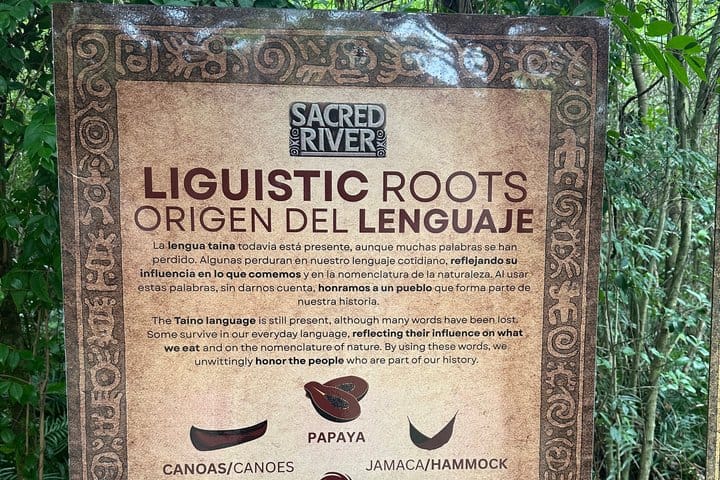 SACRED
RIVER
LIGUISTIC ROOTS
ORIGEN DEL LENGUAJE
La lengua taina todavia está presente, aunque muchas palabras se han
perdido. Algunas perduran en nuestro lenguaje cotidiano, reflejando su
influencia en lo que comemos y en la nomenclatura de la naturaleza. Al usar
estas palabras, sin darnos cuenta, honramos a un pueblo que forma parte de
nuestra historia.
The Taino language is still present, although many words have been lost.
Some survive in our everyday language, reflecting their influence on what
we eat and on the nomenclature of nature. By using these words, we
unwittingly honor the people who are part of our history.
PAPAYA
CANOAS/CANOES
JAMACA/HAMMOCK